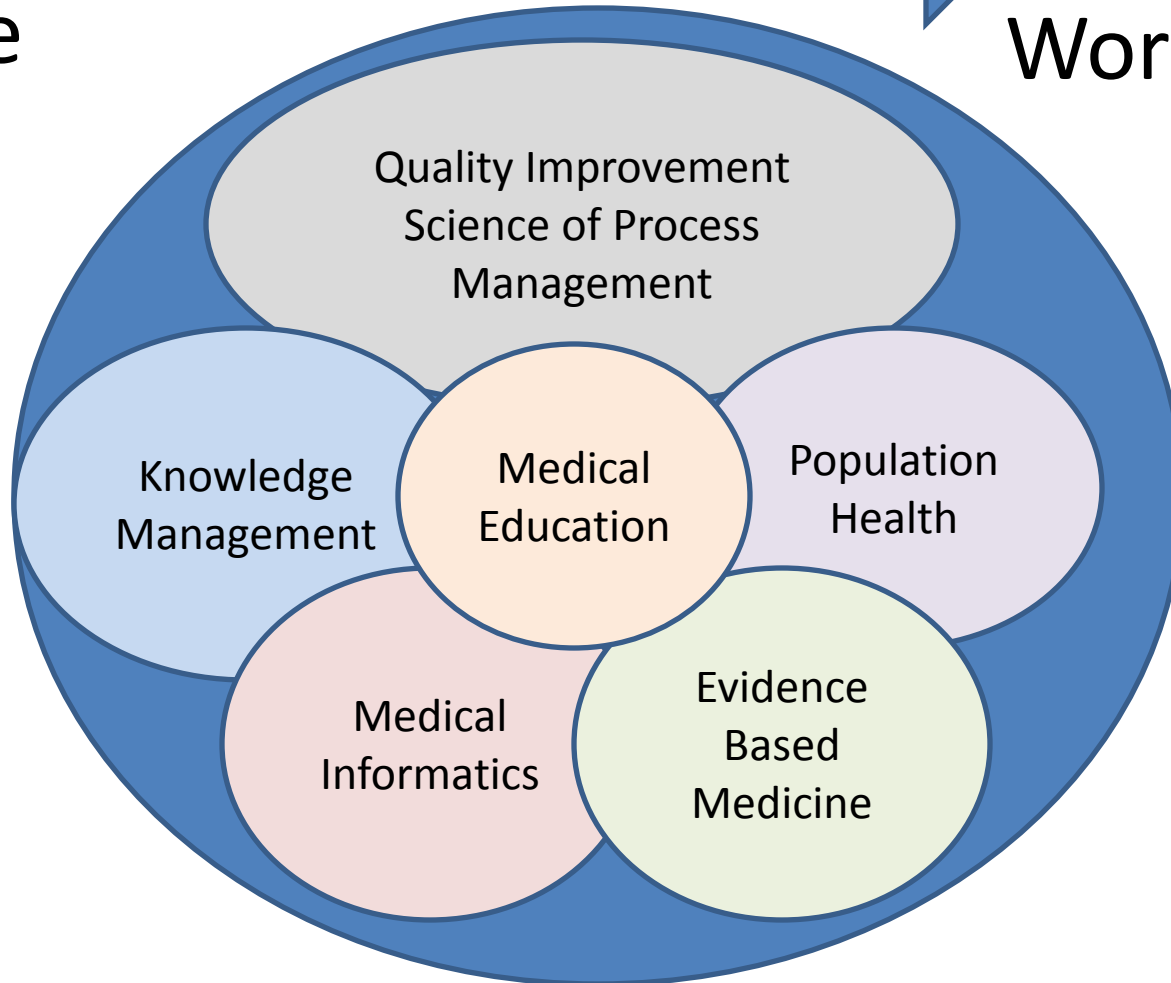 e
Wor
Quality Improvement
Science of Process
Management
Knowledge
Management
Medical
Education
Population
Health
Medical
Informatics
Evidence
Based
Medicine